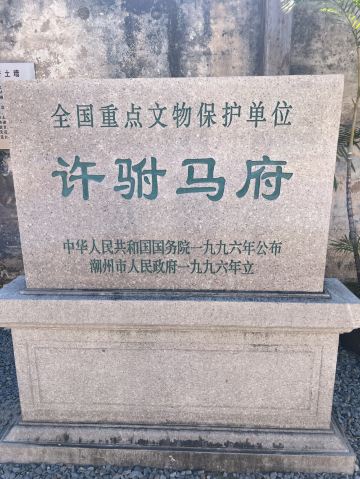 全国重点文物保护单位
许驸马府
中华人民共和国国务院一九九六年公布
潮州市人民政府一九九六年立
土墙